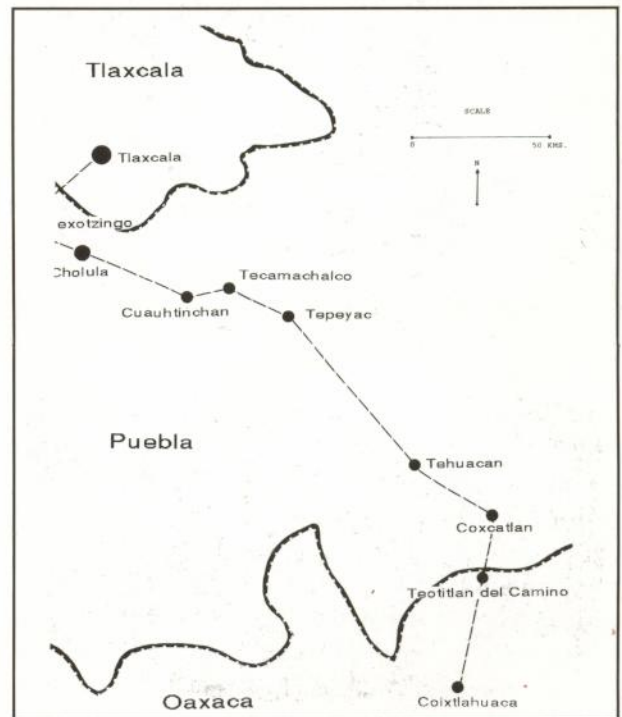 Tlaxcala
SCALE
0 50 KMS.
N
Tlaxcala
exotzingo
Cholula
Tecamachalco
Cuauhtinchan
Tepeyac
Puebla
Tehuacan
Coxcatlan
Teotitlan del Camino
Oaxaca
Coixtlahuaca